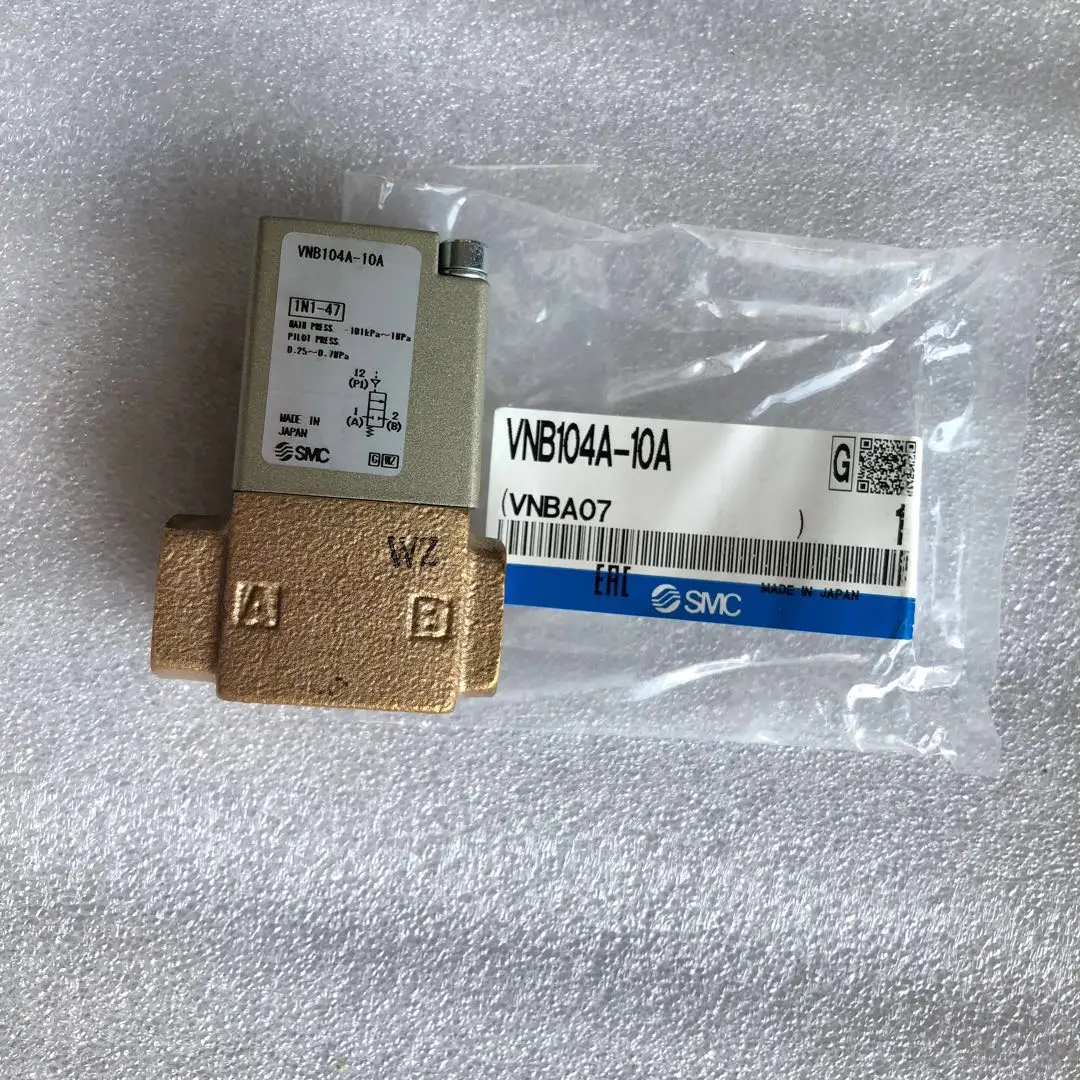 VNB104A-10A
1N1-47
MAIN PRESS. -101kPa~1MPa
PILOT PRESS.
0.25~0.7MPa
12
(P1)
1 2
(A) (B)
MADE IN
JAPAN
SMC
G WZ
WZ
A B
VNB104A-10A
G
(VNBA07 )
1
EAC
SMC
MADE IN JAPAN